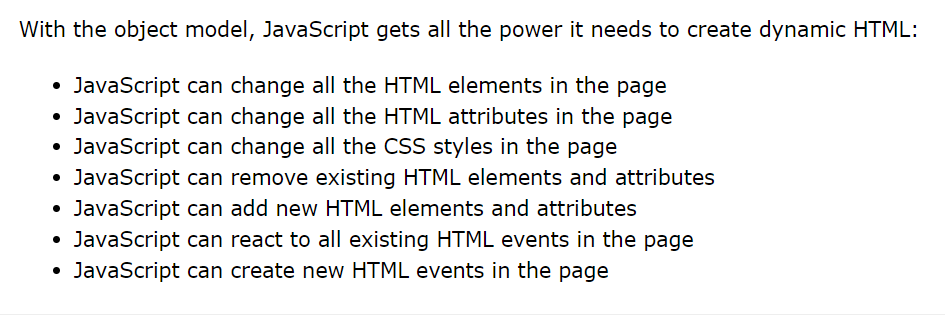 With the object model, JavaScript gets all the power it needs to create dynamic HTML:
• JavaScript can change all the HTML elements in the page
• JavaScript can change all the HTML attributes in the page
• JavaScript can change all the CSS styles in the page
• JavaScript can remove existing HTML elements and attributes
• JavaScript can add new HTML elements and attributes
• JavaScript can react to all existing HTML events in the page
• JavaScript can create new HTML events in the page